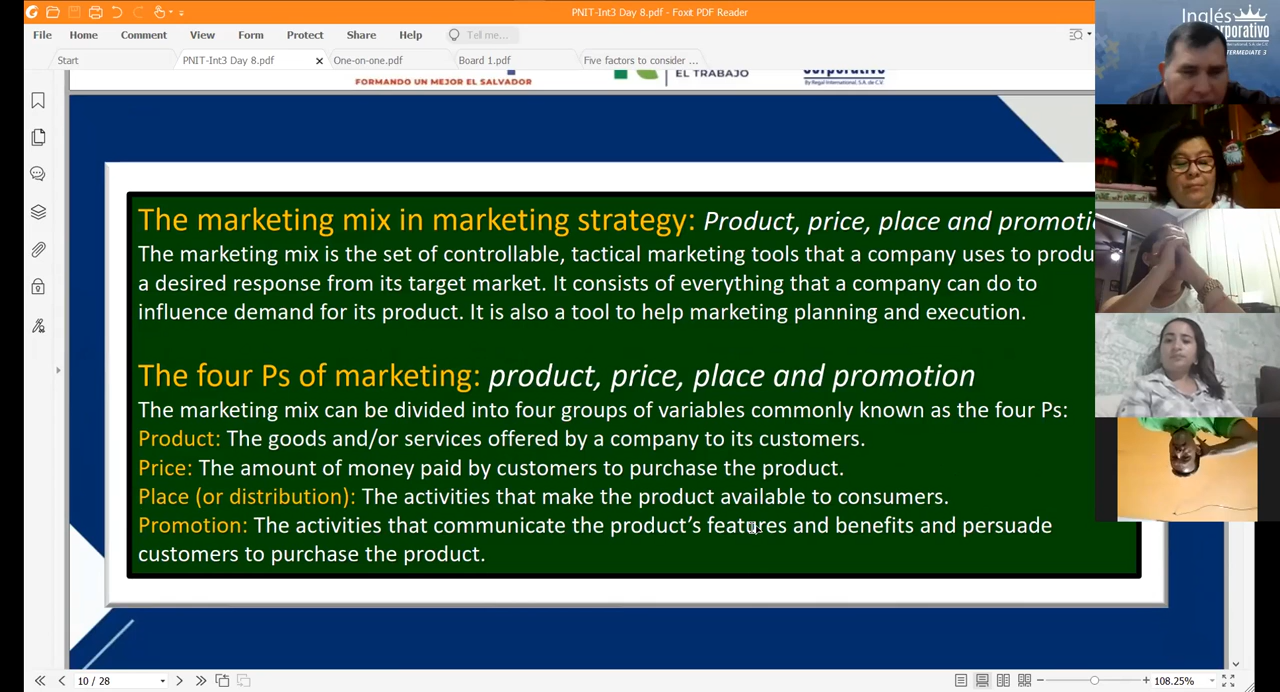 PNIT-Int3 Day 8.pdf - Foxit PDF Reader
File Home Comment View Form Protect Share Help Tell me...
Start PNIT-Int3 Day 8.pdf One-on-one.pdf Board 1.pdf Five factors to consider ...
FORMANDO UN MEJOR EL SALVADOR
EL TRABAJO
By Regal International, S.A. de C.V.
Inglés
International, S.A. de C.V.
INTERMEDIATE 3
The marketing mix in marketing strategy: Product, price, place and promoti
The marketing mix is the set of controllable, tactical marketing tools that a company uses to produ
a desired response from its target market. It consists of everything that a company can do to
influence demand for its product. It is also a tool to help marketing planning and execution.
The four Ps of marketing: product, price, place and promotion
The marketing mix can be divided into four groups of variables commonly known as the four Ps:
Product: The goods and/or services offered by a company to its customers.
Price: The amount of money paid by customers to purchase the product.
Place (or distribution): The activities that make the product available to consumers.
Promotion: The activities that communicate the product's features and benefits and persuade
customers to purchase the product.
10 / 28
108.25%